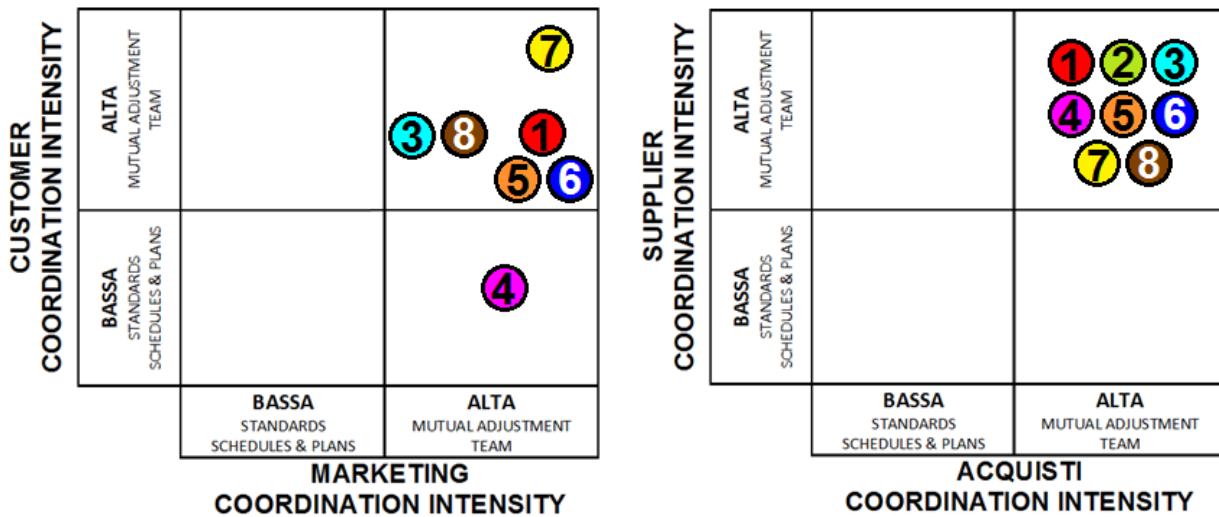 CUSTOMER
COORDINATION INTENSITY
ALTA
MUTUAL ADJUSTMENT
TEAM
BASSA
STANDARDS
SCHEDULES & PLANS
7
3
8
1
5
6
4
BASSA
STANDARDS
SCHEDULES & PLANS
ALTA
MUTUAL ADJUSTMENT
TEAM
MARKETING
COORDINATION INTENSITY
SUPPLIER
COORDINATION INTENSITY
ALTA
MUTUAL ADJUSTMENT
TEAM
BASSA
STANDARDS
SCHEDULES & PLANS
1 2 3
4 5 6
7 8
BASSA
STANDARDS
SCHEDULES & PLANS
ALTA
MUTUAL ADJUSTMENT
TEAM
ACQUISTI
COORDINATION INTENSITY